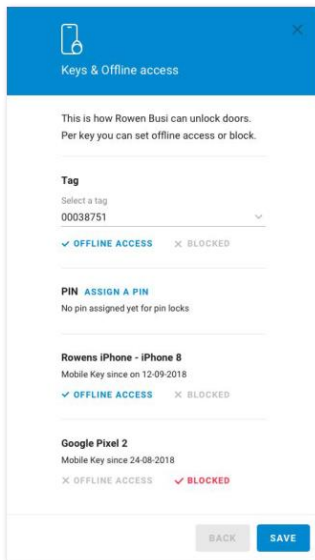 Keys & Offline access
This is how Rowen Busi can unlock doors.
Per key you can set offline access or block.
Tag
Select a tag
00038751
OFFLINE ACCESS BLOCKED
PIN ASSIGN A PIN
No pin assigned yet for pin locks
Rowens iPhone - iPhone 8
Mobile Key since on 12-09-2018
OFFLINE ACCESS BLOCKED
Google Pixel 2
Mobile Key since 24-08-2018
OFFLINE ACCESS BLOCKED
BACK SAVE